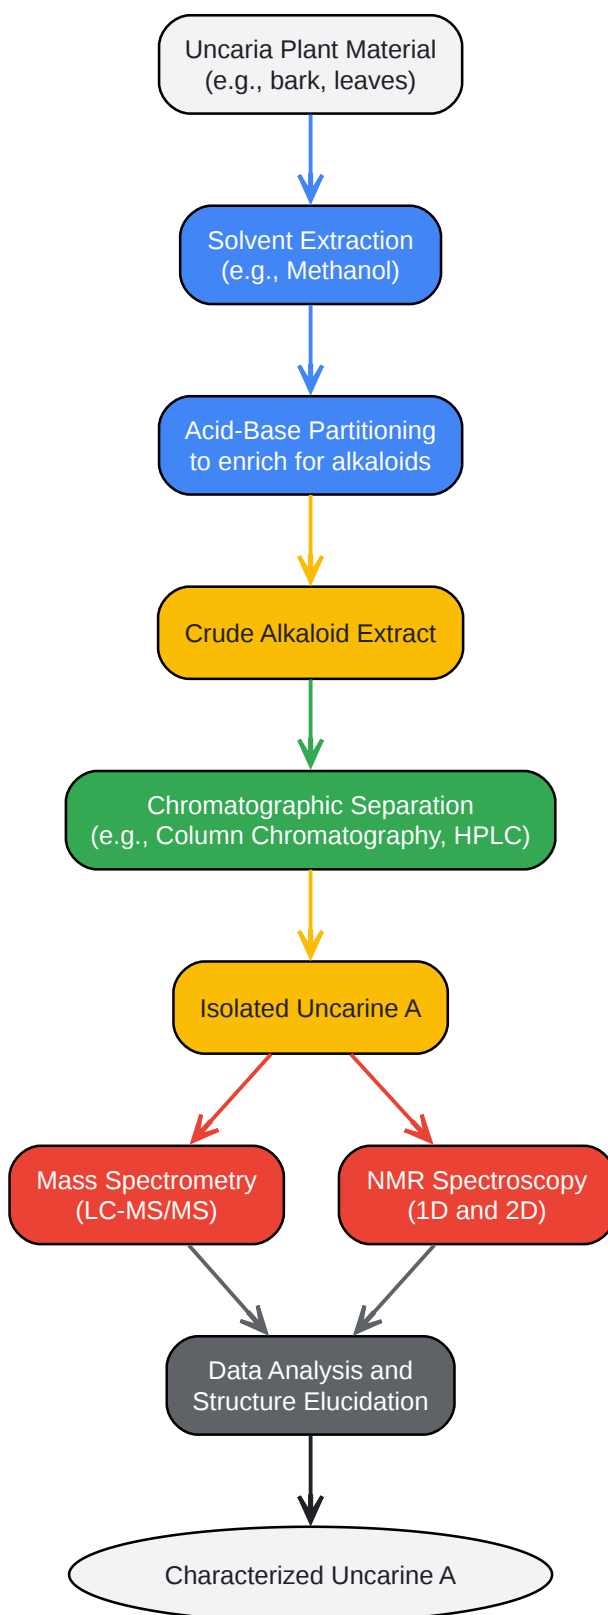 Uncaria Plant Material
(e.g., bark, leaves)
Solvent Extraction
(e.g., Methanol)
Acid-Base Partitioning
to enrich for alkaloids
Crude Alkaloid Extract
Chromatographic Separation
(e.g., Column Chromatography, HPLC)
Isolated Uncarine A
Mass Spectrometry
(LC-MS/MS)
NMR Spectroscopy
(1D and 2D)
Data Analysis and
Structure Elucidation
Characterized Uncarine A